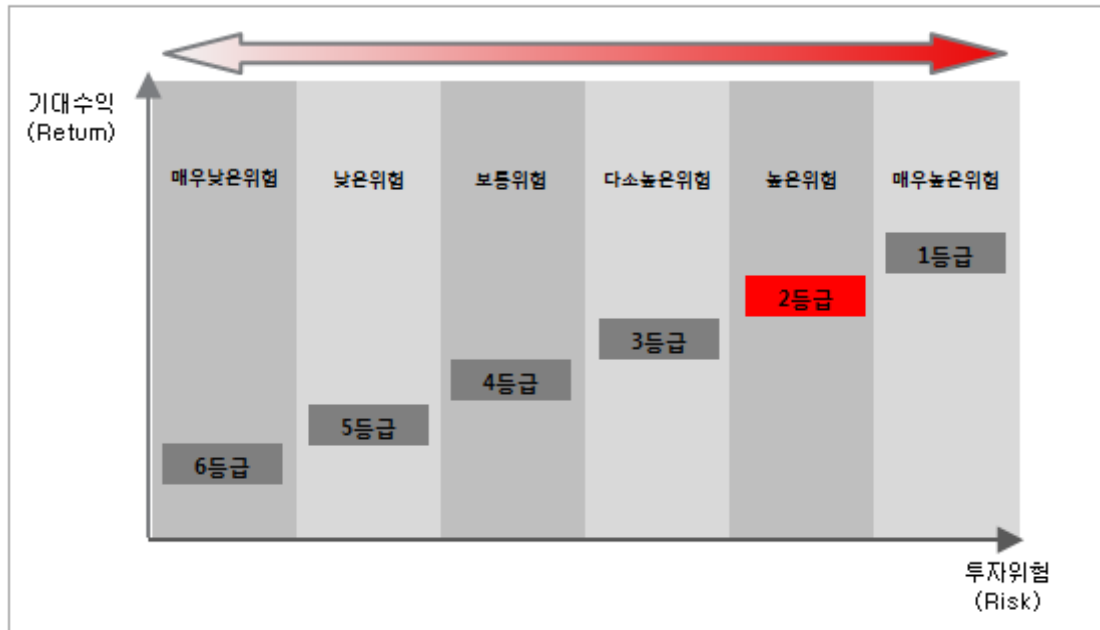 기대수익
(Return)
매우낮은위험 낮은위험 보통위험 다소높은위험 높은위험 매우높은위험
1등급
2등급
3등급
4등급
5등급
6등급
투자위험
(Risk)